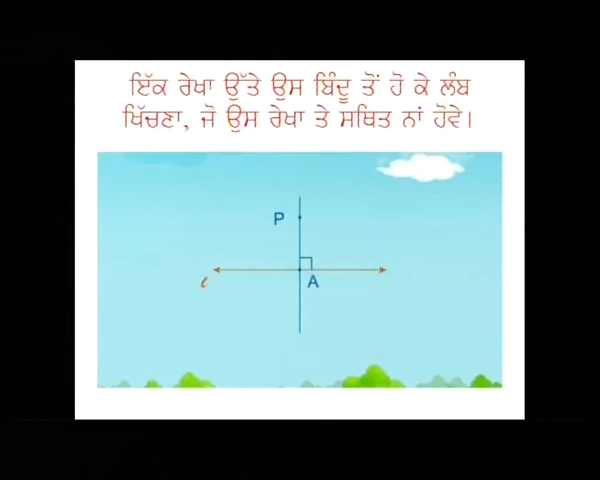 ਇੱਕ ਰੇਖਾ ਉੱਤੇ ਉਸ ਬਿੰਦੂ ਤੋਂ ਹੋ ਕੇ ਲੰਬ
ਖਿੱਚਣਾ, ਜੋ ਉਸ ਰੇਖਾ ਤੇ ਸਥਿਤ ਨਾਂ ਹੋਵੇ।
P
ℓ
A